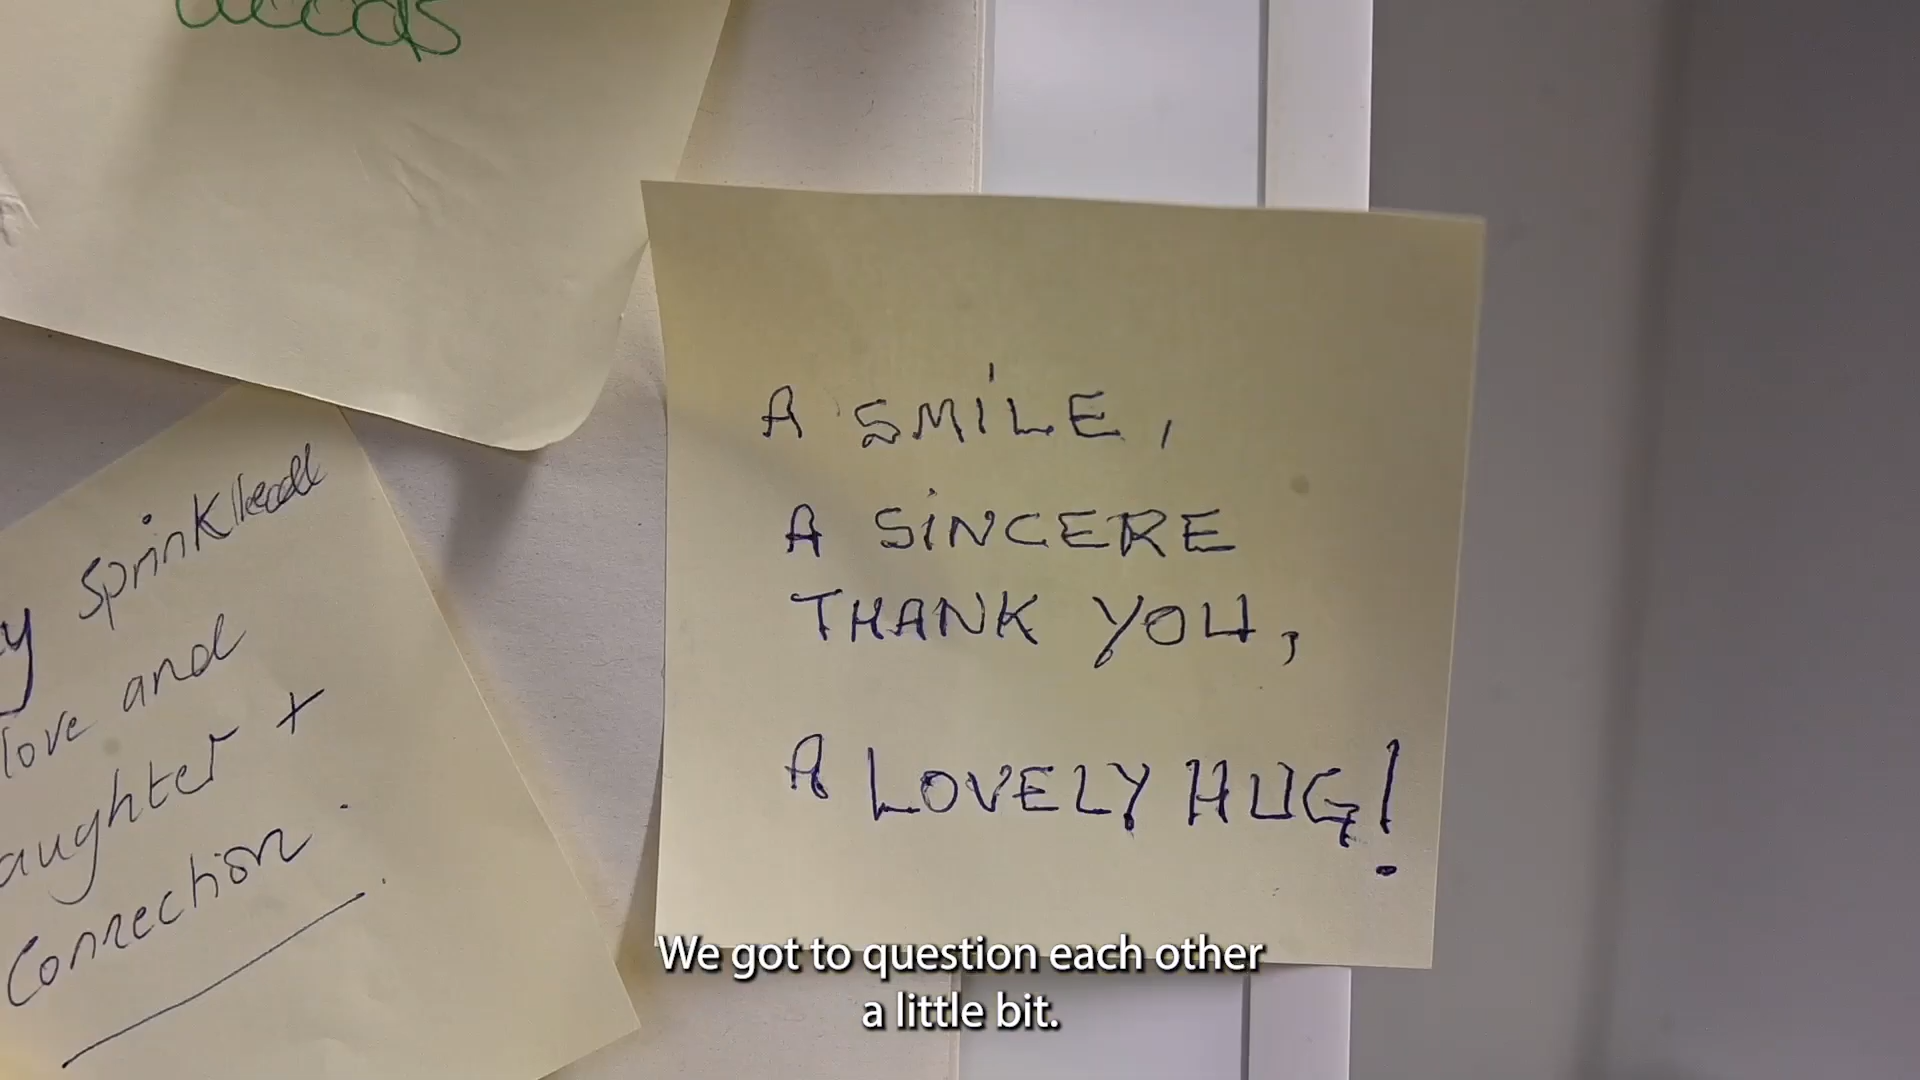 A SMILE,
A SINCERE
THANK YOU,
A LOVELY HUG!
love and
aughter +
Connection.
We got to question each other
a little bit.